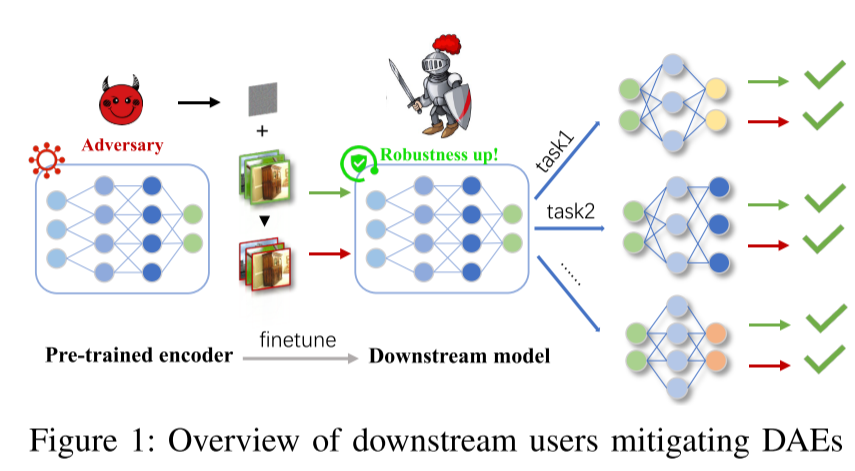 Adversary
+
Robustness up!
task1
task2
......
Pre-trained encoder
finetune
Downstream model
Figure 1: Overview of downstream users mitigating DAEs